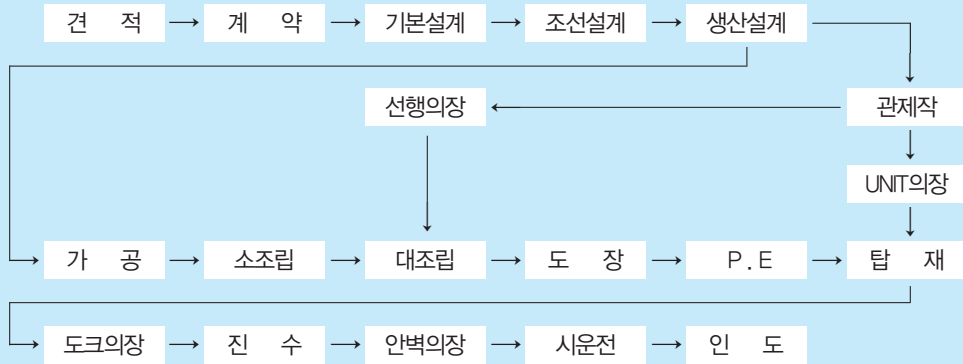 견 적 → 계 약 → 기본설계 → 조선설계 → 생산설계
선행의장 ← 관제작
UNIT의장
가 공 → 소조립 → 대조립 → 도 장 → P.E → 탑 재
도크의장 → 진 수 → 안벽의장 → 시운전 → 인 도